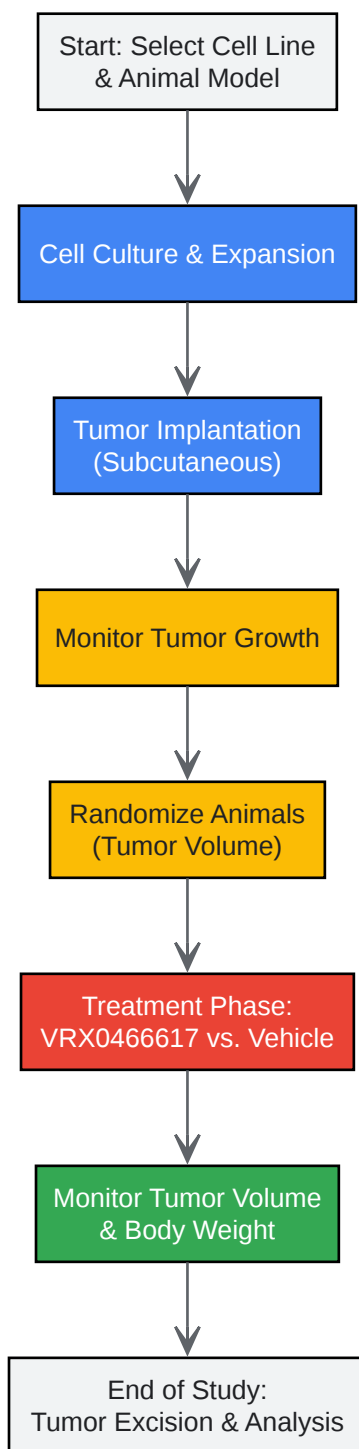 Start: Select Cell Line
& Animal Model
Cell Culture & Expansion
Tumor Implantation
(Subcutaneous)
Monitor Tumor Growth
Randomize Animals
(Tumor Volume)
Treatment Phase:
VRX0466617 vs. Vehicle
Monitor Tumor Volume
& Body Weight
End of Study:
Tumor Excision & Analysis